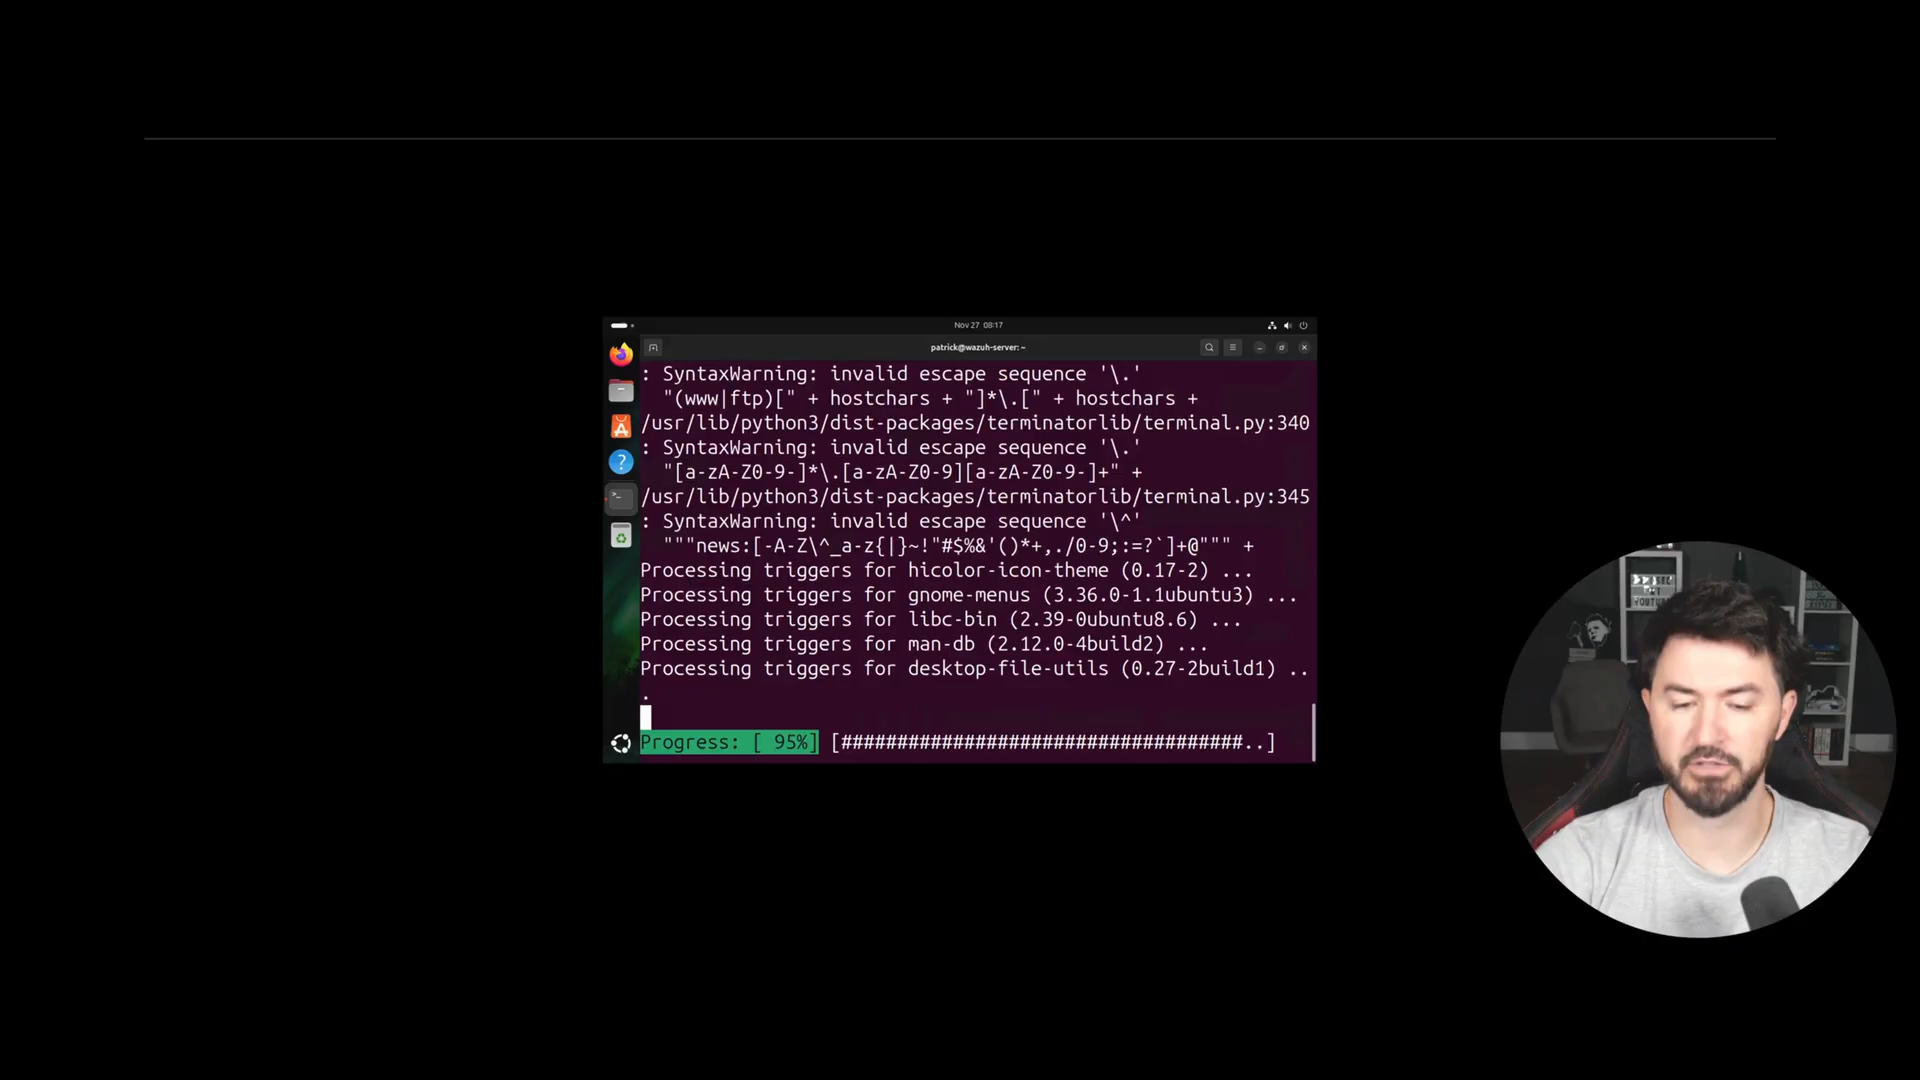 Nov 27 08:17
patrick@wazuh-server: ~
: SyntaxWarning: invalid escape sequence '\.'
"(www|ftp)[" + hostchars + "]*\.[" + hostchars +
/usr/lib/python3/dist-packages/terminatorlib/terminal.py:340
: SyntaxWarning: invalid escape sequence '\.'
"[a-zA-Z0-9-]*\.[a-zA-Z0-9][a-zA-Z0-9-]+" +
/usr/lib/python3/dist-packages/terminatorlib/terminal.py:345
: SyntaxWarning: invalid escape sequence '\^'
"""news:[-A-Z\^_a-z{|}~!"#$%&'()*+,./0-9;:=?`]+@""" +
Processing triggers for hicolor-icon-theme (0.17-2) ...
Processing triggers for gnome-menus (3.36.0-1.1ubuntu3) ...
Processing triggers for libc-bin (2.39-0ubuntu8.6) ...
Processing triggers for man-db (2.12.0-4build2) ...
Processing triggers for desktop-file-utils (0.27-2build1) ..
.
Progress: [ 95%] [####################################..]